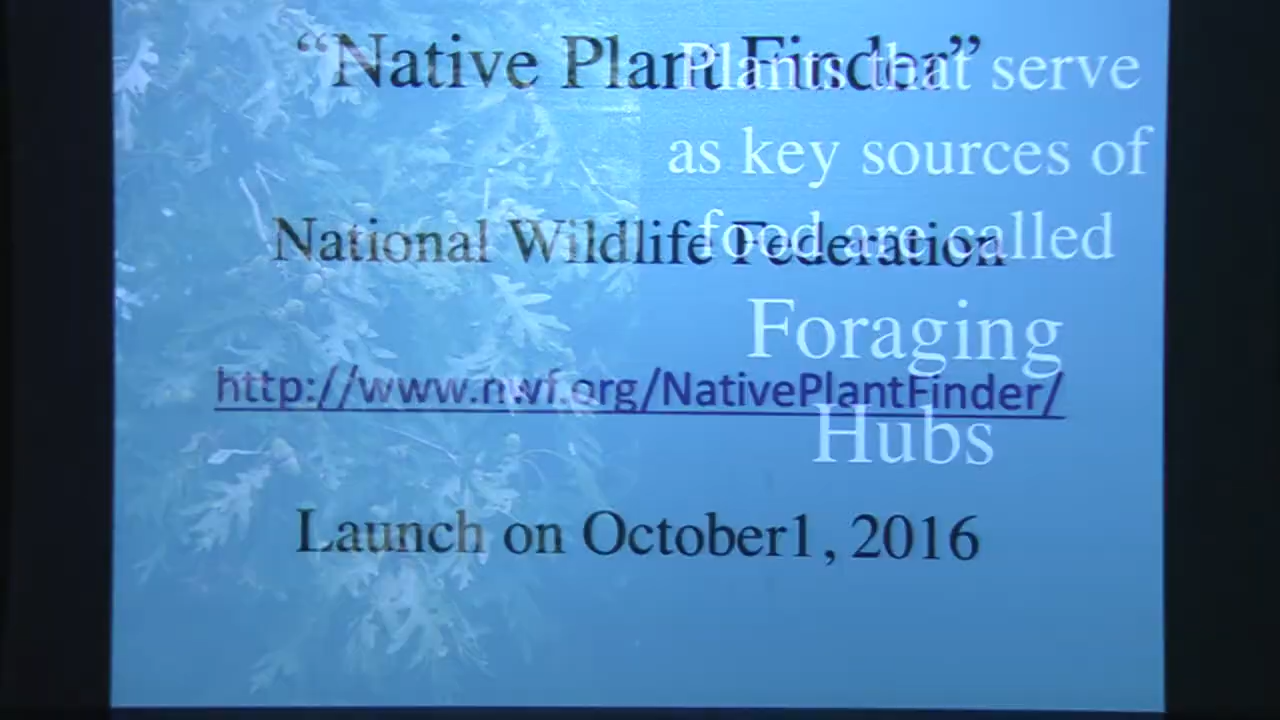 “Native Plant Finder”
National Wildlife Federation
http://www.nwf.org/NativePlantFinder/
Launch on October1, 2016
Plants that serve
as key sources of
food are called
Foraging
Hubs